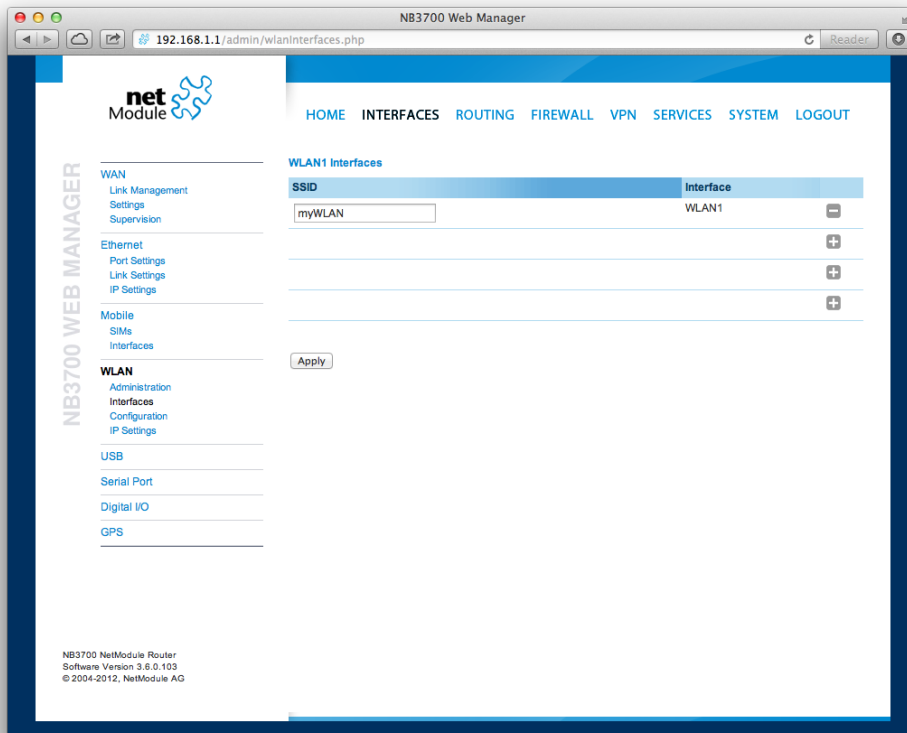 NB3700 Web Manager
192.168.1.1/admin/wlanInterfaces.php
Reader
net
Module
HOME INTERFACES ROUTING FIREWALL VPN SERVICES SYSTEM LOGOUT
NB3700 WEB MANAGER
WAN
Link Management
Settings
Supervision
Ethernet
Port Settings
Link Settings
IP Settings
Mobile
SIMs
Interfaces
WLAN
Administration
Interfaces
Configuration
IP Settings
USB
Serial Port
Digital I/O
GPS
WLAN1 Interfaces
SSID Interface
myWLAN WLAN1
Apply
NB3700 NetModule Router
Software Version 3.6.0.103
© 2004-2012, NetModule AG